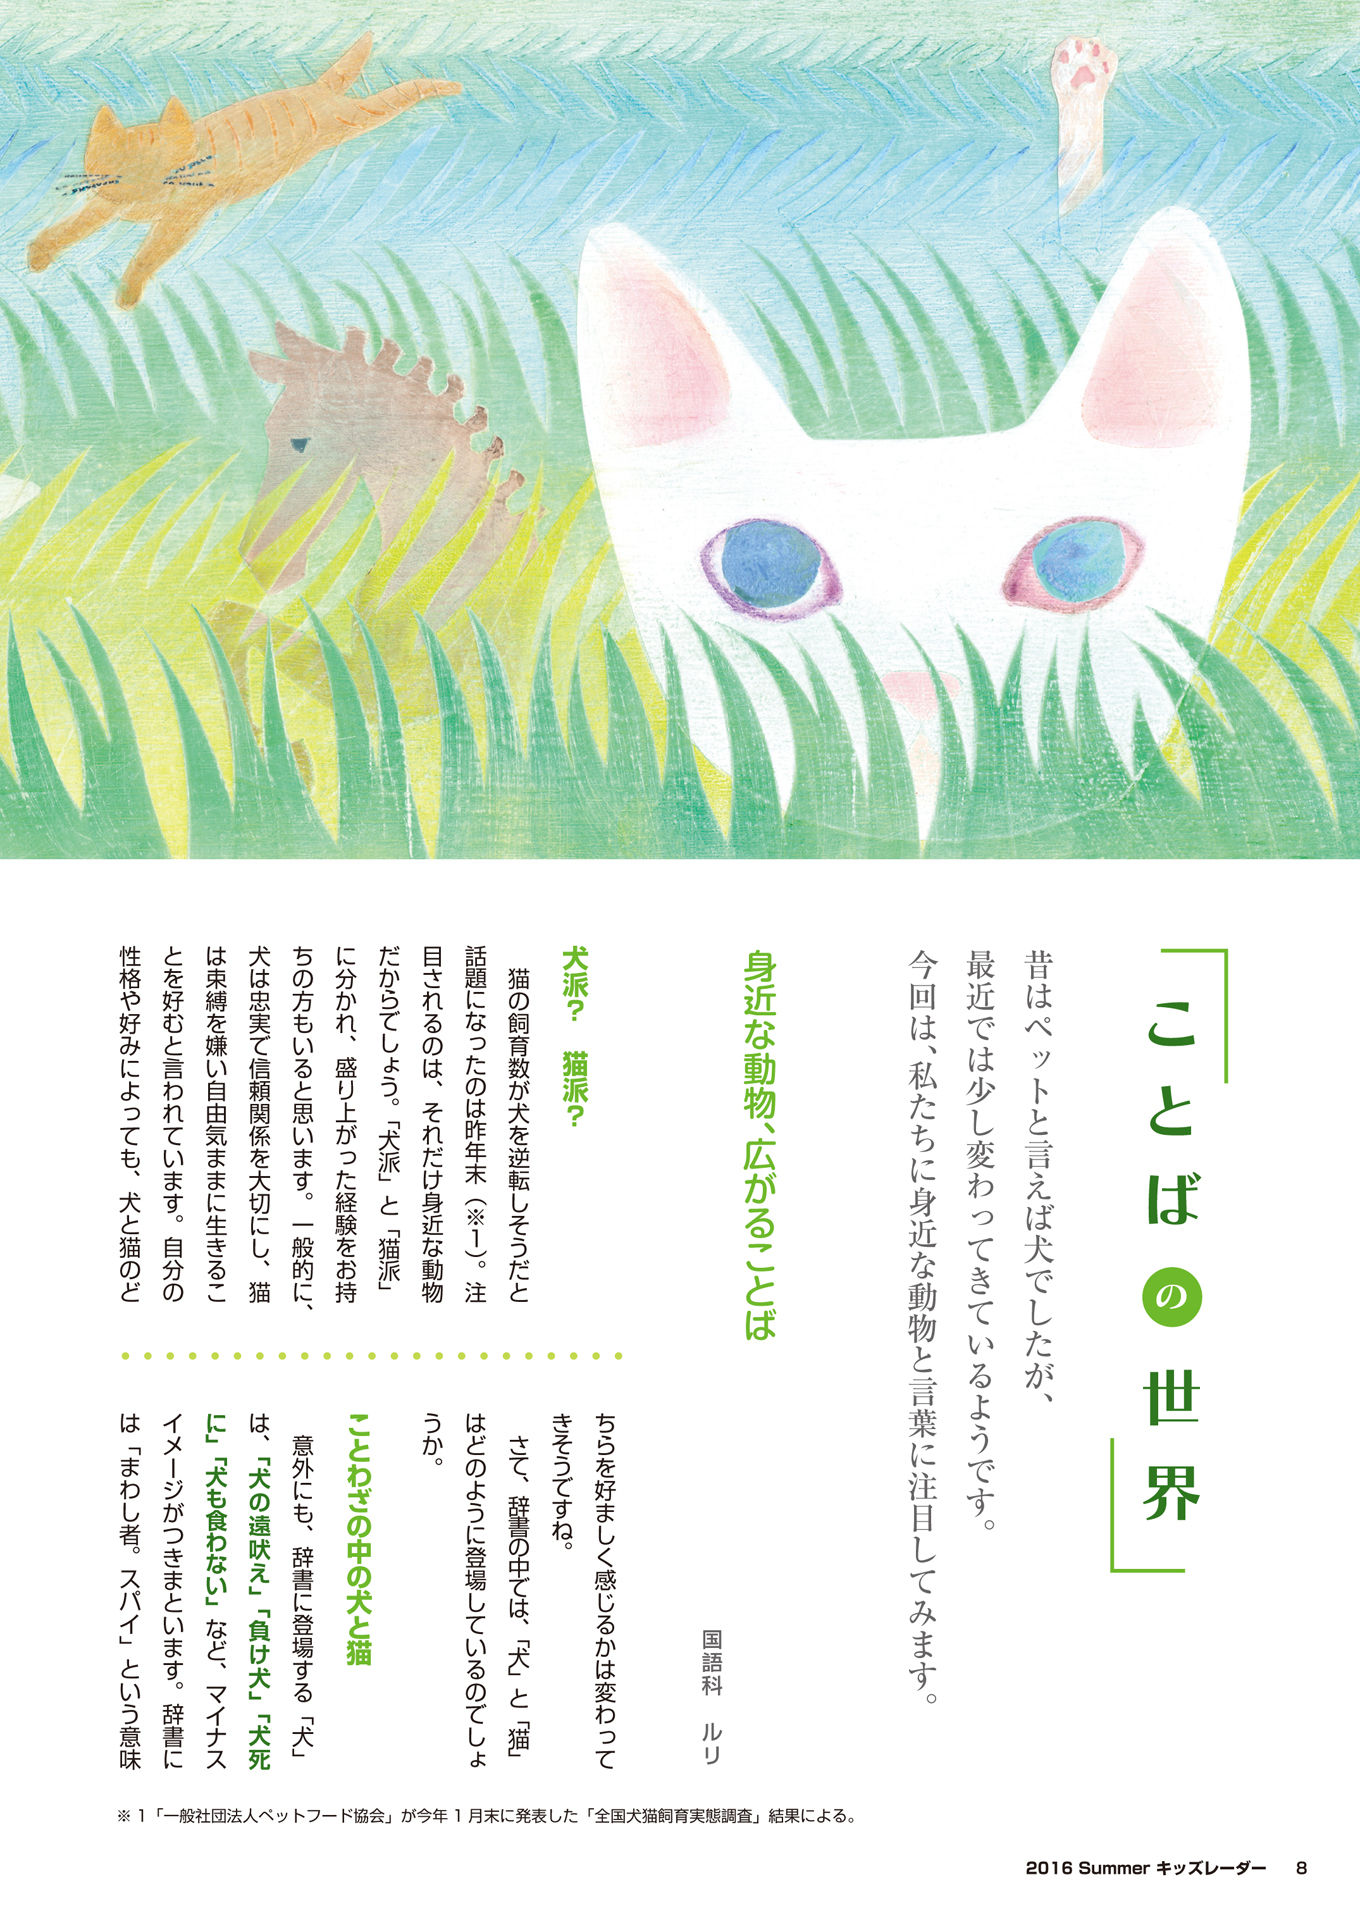 ことばの世界
昔はペットと言えば犬でしたが、
最近では少し変わってきているようです。
今回は、私たちに身近な動物と言葉に注目してみます。
身近な動物、広がることば
国語科　ルリ
犬派？　猫派？
　猫の飼育数が犬を逆転しそうだと
話題になったのは昨年末（※1）。注
目されるのは、それだけ身近な動物
だからでしょう。「犬派」と「猫派」
に分かれ、盛り上がった経験をお持
ちの方もいると思います。一般的に、
犬は忠実で信頼関係を大切にし、猫
は束縛を嫌い自由気ままに生きるこ
とを好むと言われています。自分の
性格や好みによっても、犬と猫のど
ちらを好ましく感じるかは変わって
きそうですね。
　さて、辞書の中では、「犬」と「猫」
はどのように登場しているのでしょ
うか。
ことわざの中の犬と猫
　意外にも、辞書に登場する「犬」
は、「犬の遠吠え」「負け犬」「犬死
に」「犬も食わない」など、マイナス
イメージがつきまといます。辞書に
は「まわし者。スパイ」という意味
※1「一般社団法人ペットフード協会」が今年1月末に発表した「全国犬猫飼育実態調査」結果による。
2016 Summer キッズレーダー　8